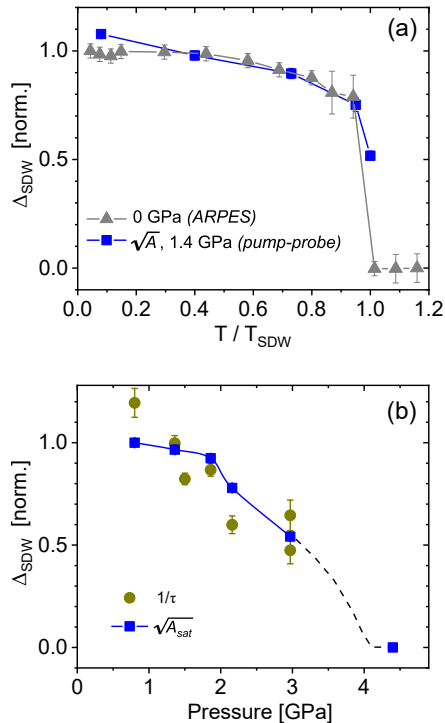 (a)
Δ_SDW [norm.]
1.0
0.5
0.0
0 GPa (ARPES)
√A , 1.4 GPa (pump-probe)
0.0 0.2 0.4 0.6 0.8 1.0 1.2
T / T_SDW
(b)
Δ_SDW [norm.]
1.0
0.5
0.0
1/τ
√A_sat
0 1 2 3 4
Pressure [GPa]